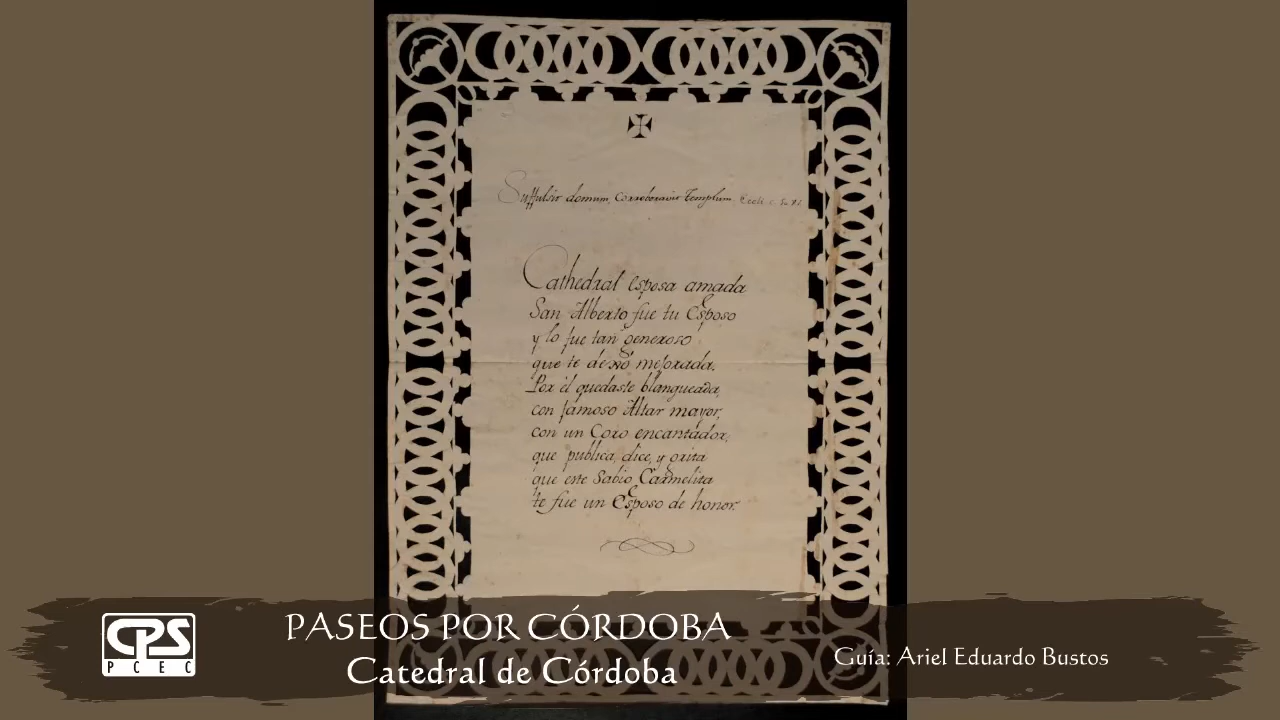 Suffulsit domum, corroboravit Templum. Eccli. c. 50.
Cathedral esposa amada
San Alberto fue tu Esposo
y lo fue tan generoso
que te dexó mejorada.
Por él quedaste blanqueada,
con famoso Altar mayor,
con un Coro encantador,
que publica, dice, y grita
que este Sabio Carmelita
te fue un Esposo de honor.
CPS
PCEC
PASEOS POR CÓRDOBA
Catedral de Córdoba
Guía: Ariel Eduardo Bustos